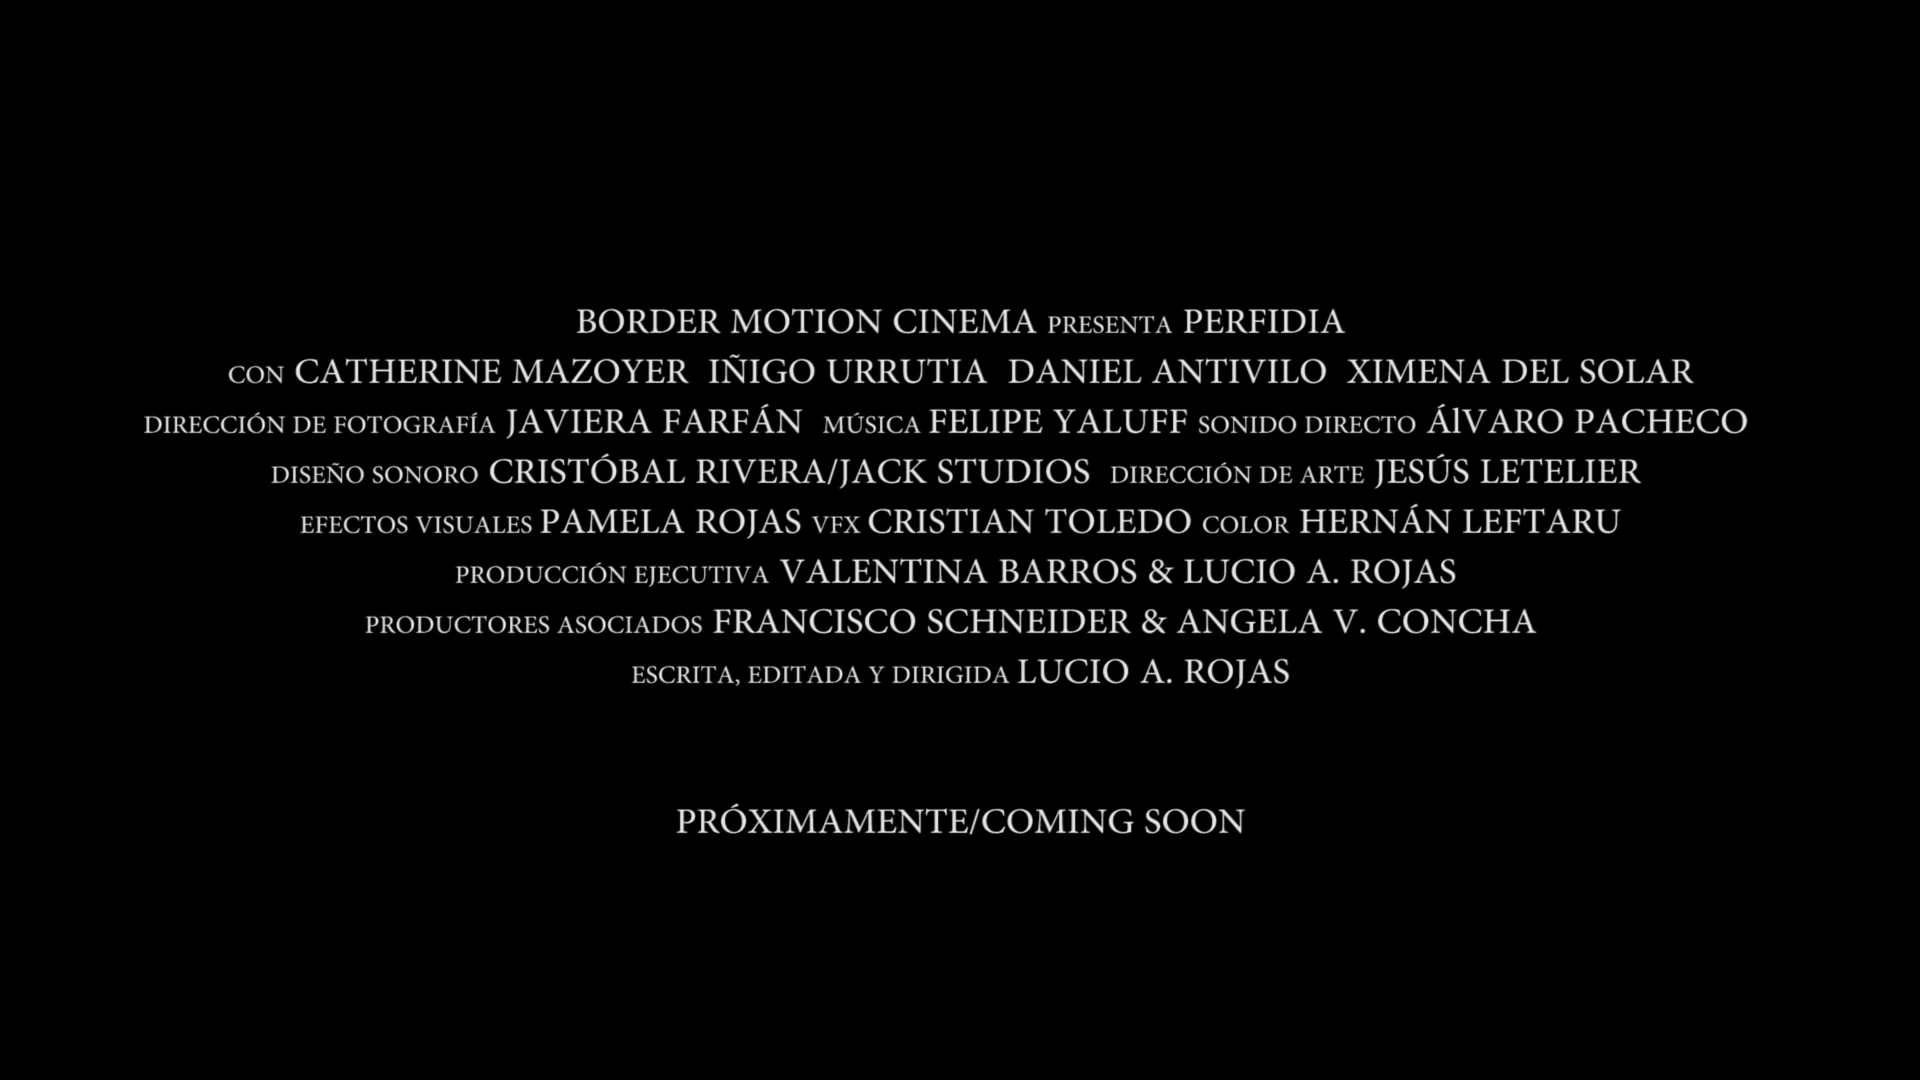 BORDER MOTION CINEMA PRESENTA PERFIDIA
CON CATHERINE MAZOYER IÑIGO URRUTIA DANIEL ANTIVILO XIMENA DEL SOLAR
DIRECCIÓN DE FOTOGRAFÍA JAVIERA FARFÁN MÚSICA FELIPE YALUFF SONIDO DIRECTO ÁlVARO PACHECO
DISEÑO SONORO CRISTÓBAL RIVERA/JACK STUDIOS DIRECCIÓN DE ARTE JESÚS LETELIER
EFECTOS VISUALES PAMELA ROJAS VFX CRISTIAN TOLEDO COLOR HERNÁN LEFTARU
PRODUCCIÓN EJECUTIVA VALENTINA BARROS & LUCIO A. ROJAS
PRODUCTORES ASOCIADOS FRANCISCO SCHNEIDER & ANGELA V. CONCHA
ESCRITA, EDITADA Y DIRIGIDA LUCIO A. ROJAS
PRÓXIMAMENTE/COMING SOON